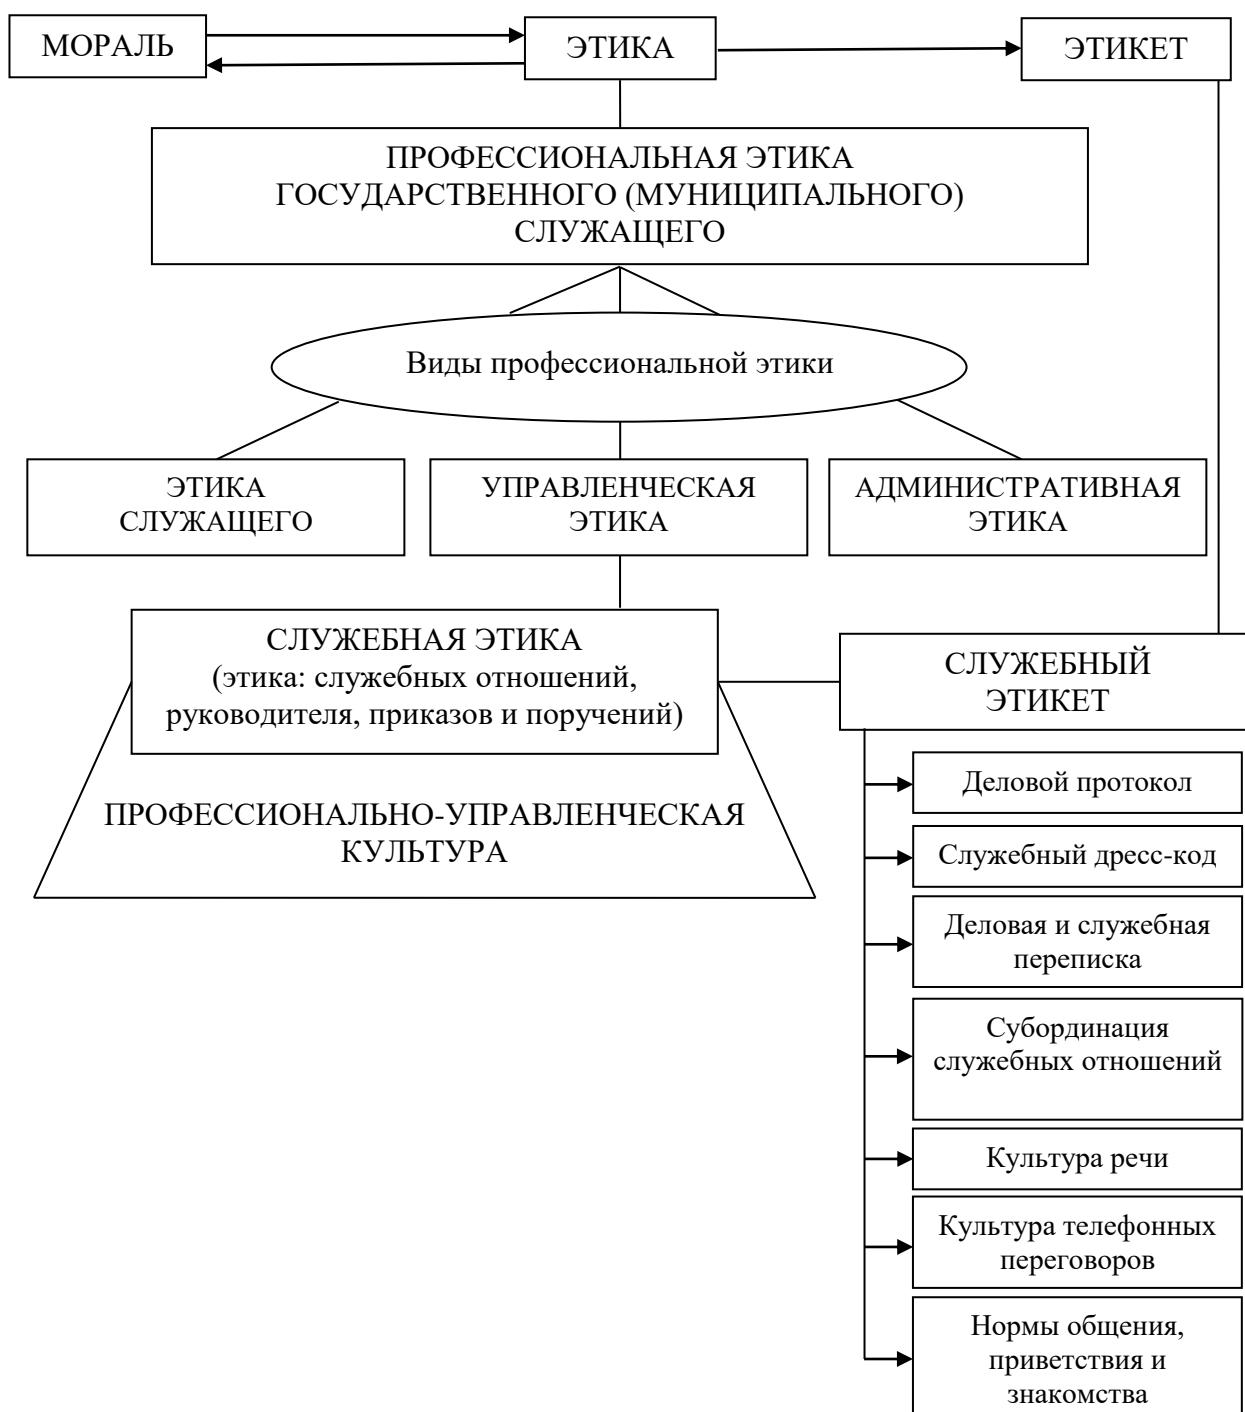 МОРАЛЬ
ЭТИКА
ЭТИКЕТ
ПРОФЕССИОНАЛЬНАЯ ЭТИКА
ГОСУДАРСТВЕННОГО (МУНИЦИПАЛЬНОГО)
СЛУЖАЩЕГО
Виды профессиональной этики
ЭТИКА
СЛУЖАЩЕГО
УПРАВЛЕНЧЕСКАЯ
ЭТИКА
АДМИНИСТРАТИВНАЯ
ЭТИКА
СЛУЖЕБНАЯ ЭТИКА
(этика: служебных отношений,
руководителя, приказов и поручений)
ПРОФЕССИОНАЛЬНО-УПРАВЛЕНЧЕСКАЯ
КУЛЬТУРА
СЛУЖЕБНЫЙ
ЭТИКЕТ
Деловой протокол
Служебный дресс-код
Деловая и служебная
переписка
Субординация
служебных отношений
Культура речи
Культура телефонных
переговоров
Нормы общения,
приветствия и
знакомства